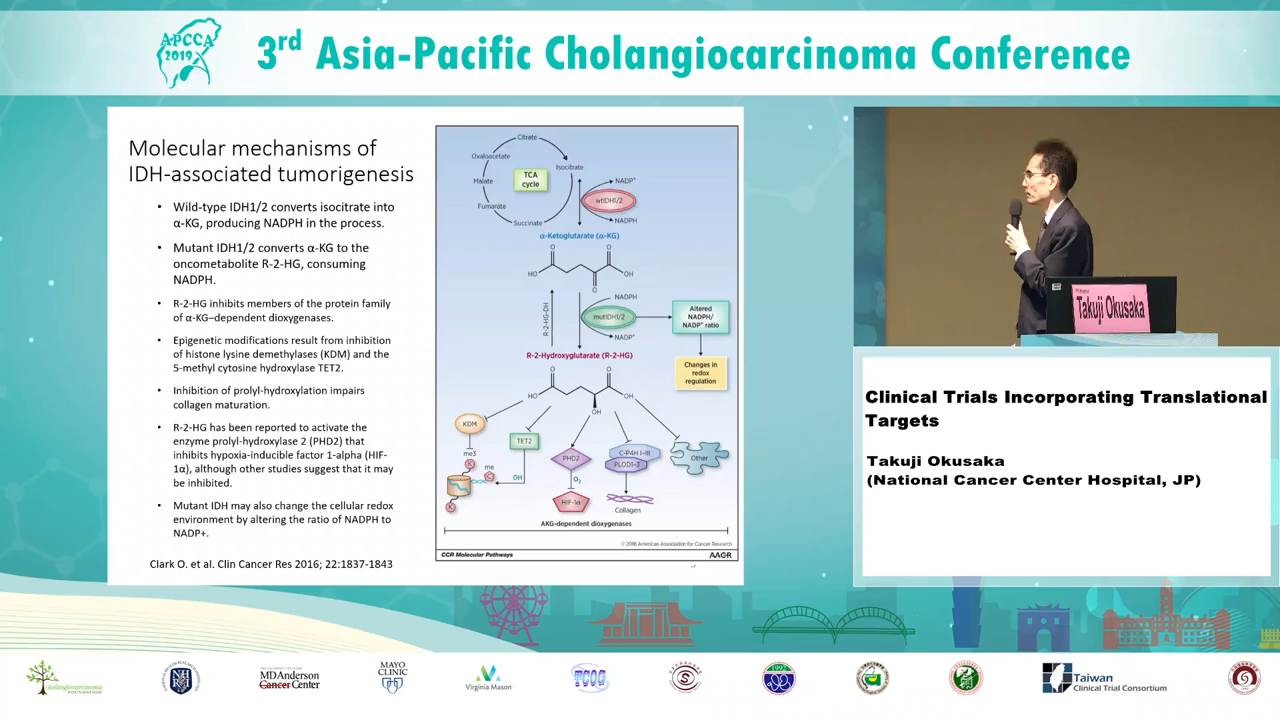 APCCA
2019
3rd Asia-Pacific Cholangiocarcinoma Conference
Molecular mechanisms of
IDH-associated tumorigenesis
• Wild-type IDH1/2 converts isocitrate into
α-KG, producing NADPH in the process.
• Mutant IDH1/2 converts α-KG to the
oncometabolite R-2-HG, consuming
NADPH.
• R-2-HG inhibits members of the protein family
of α-KG–dependent dioxygenases.
• Epigenetic modifications result from inhibition
of histone lysine demethylases (KDM) and the
5-methyl cytosine hydroxylase TET2.
• Inhibition of prolyl-hydroxylation impairs
collagen maturation.
• R-2-HG has been reported to activate the
enzyme prolyl-hydroxylase 2 (PHD2) that
inhibits hypoxia-inducible factor 1-alpha (HIF-
1α), although other studies suggest that it may
be inhibited.
• Mutant IDH may also change the cellular redox
environment by altering the ratio of NADPH to
NADP+.
Clark O. et al. Clin Cancer Res 2016; 22:1837-1843
Citrate
Oxaloacetate
Isocitrate
Malate
TCA
cycle
NADP+
wtIDH1/2
Fumarate
NADPH
Succinate
α-Ketoglutarate (α-KG)
O
O
HO
OH
O
NADPH
R-2-HG-DH
mutIDH1/2
Altered
NADPH/
NADP+ ratio
NADP+
R-2-Hydroxyglutarate (R-2-HG)
Changes in
redox
regulation
O
O
HO
OH
OH
KDM
TET2
me3
K
me
C
OH
K
PHD2
O2
HIF-1α
C-P4H I-III
PLOD1-3
Collagen
Other
AKG-dependent dioxygenases
© 2016 American Association for Cancer Research
CCR Molecular Pathways
AACR
Takuji Okusaka
Clinical Trials Incorporating Translational
Targets
Takuji Okusaka
(National Cancer Center Hospital, JP)
cholangiocarcinoma
FOUNDATION
NHRI
MDAnderson
Cancer Center
MAYO
CLINIC
Virginia Mason
TCOG
S
1992
Taiwan
Clinical Trial Consortium